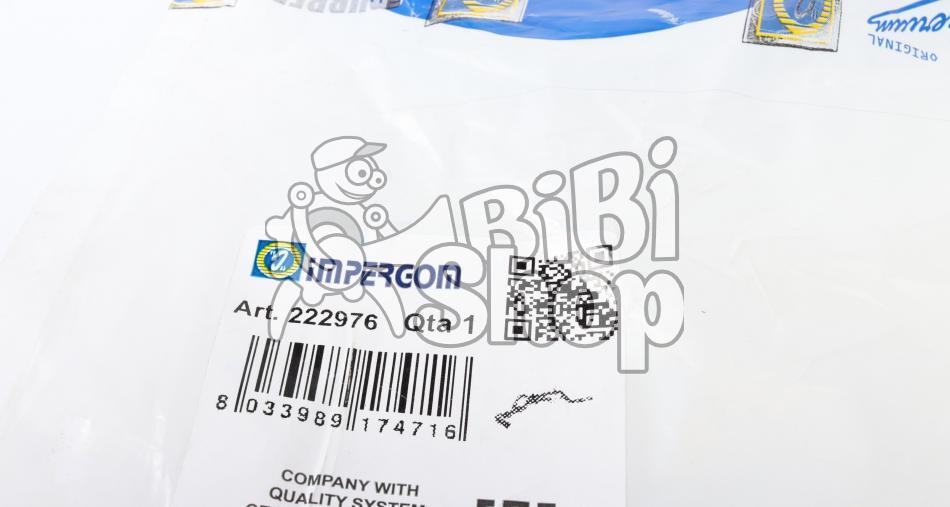 ORIGINAL
BiBi
Shop
IMPERGOM
Art. 222976 Qta 1
8 033989 174716
COMPANY WITH
QUALITY SYSTEM